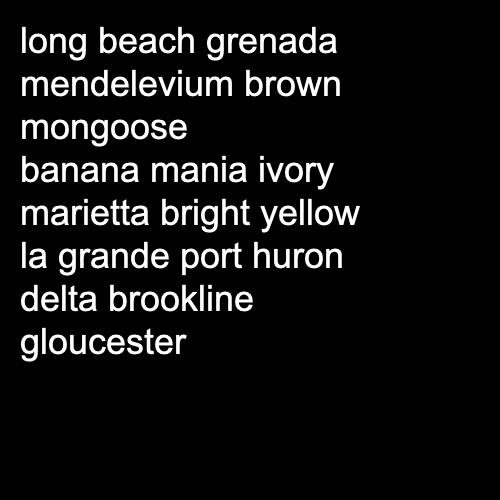 long beach grenada
mendelevium brown
mongoose
banana mania ivory
marietta bright yellow
la grande port huron
delta brookline
gloucester